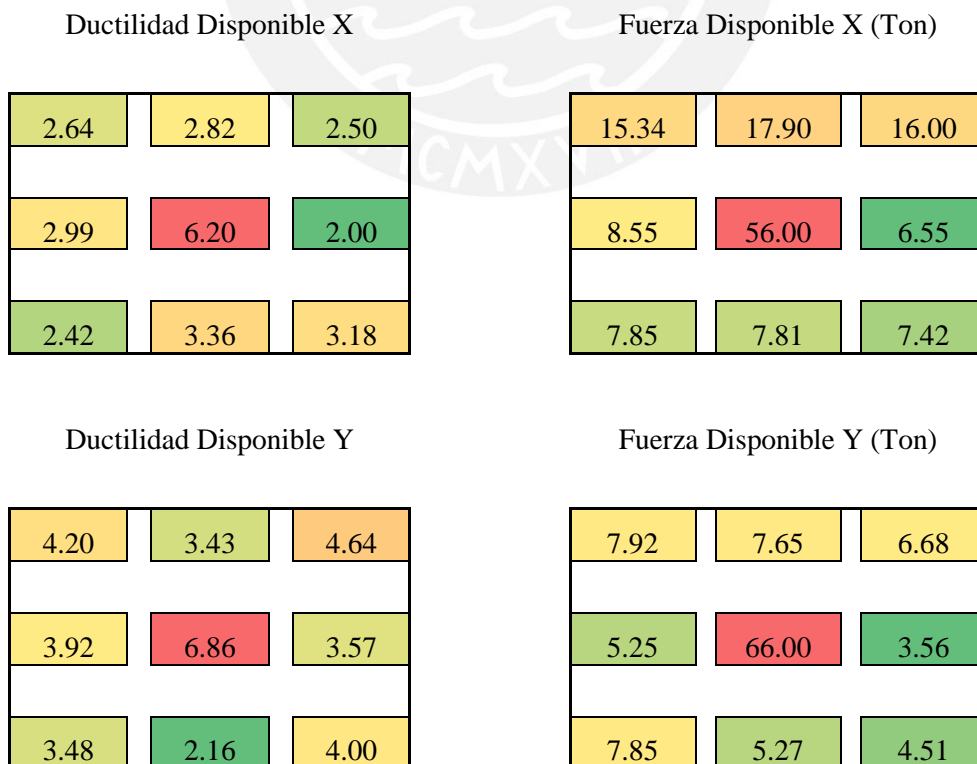 Ductilidad Disponible X Fuerza Disponible X (Ton)
2.64 2.82 2.50 15.34 17.90 16.00
2.99 6.20 2.00 8.55 56.00 6.55
2.42 3.36 3.18 7.85 7.81 7.42
Ductilidad Disponible Y Fuerza Disponible Y (Ton)
4.20 3.43 4.64 7.92 7.65 6.68
3.92 6.86 3.57 5.25 66.00 3.56
3.48 2.16 4.00 7.85 5.27 4.51